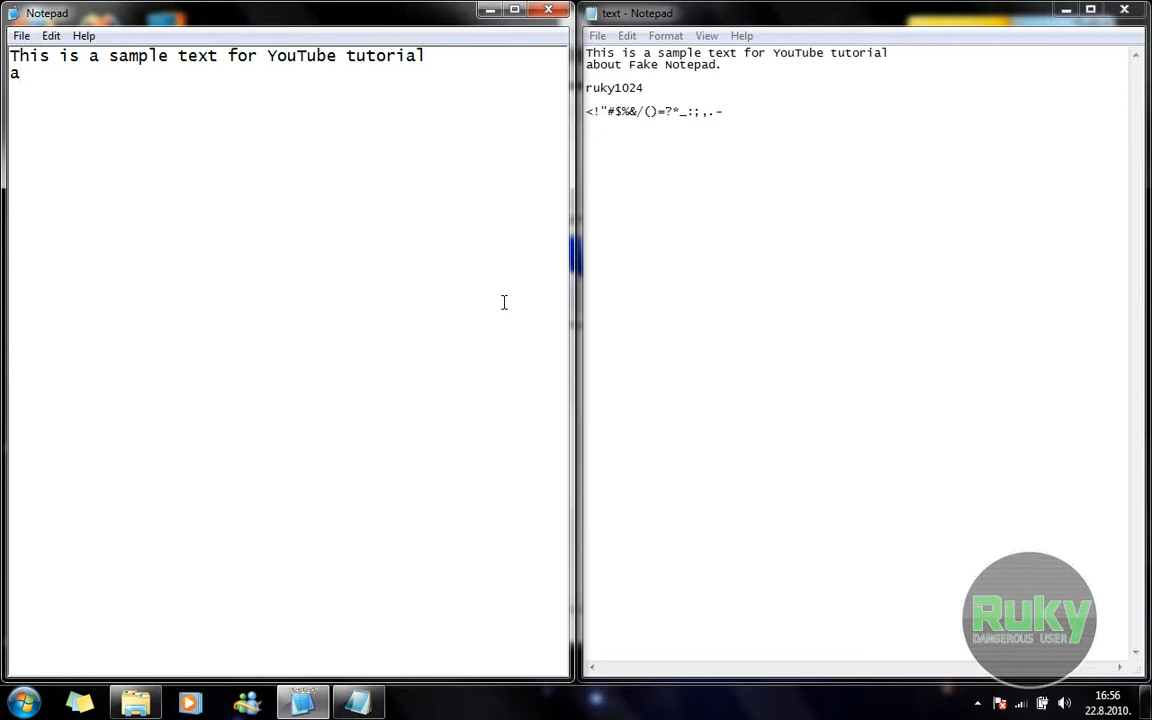 Notepad
File Edit Help
This is a sample text for YouTube tutorial
a
text - Notepad
File Edit Format View Help
This is a sample text for YouTube tutorial
about Fake Notepad.
ruky1024
<!"#$%&/()=?*_:;,.-
Ruky
DANGEROUS USER
16:56
22.8.2010.